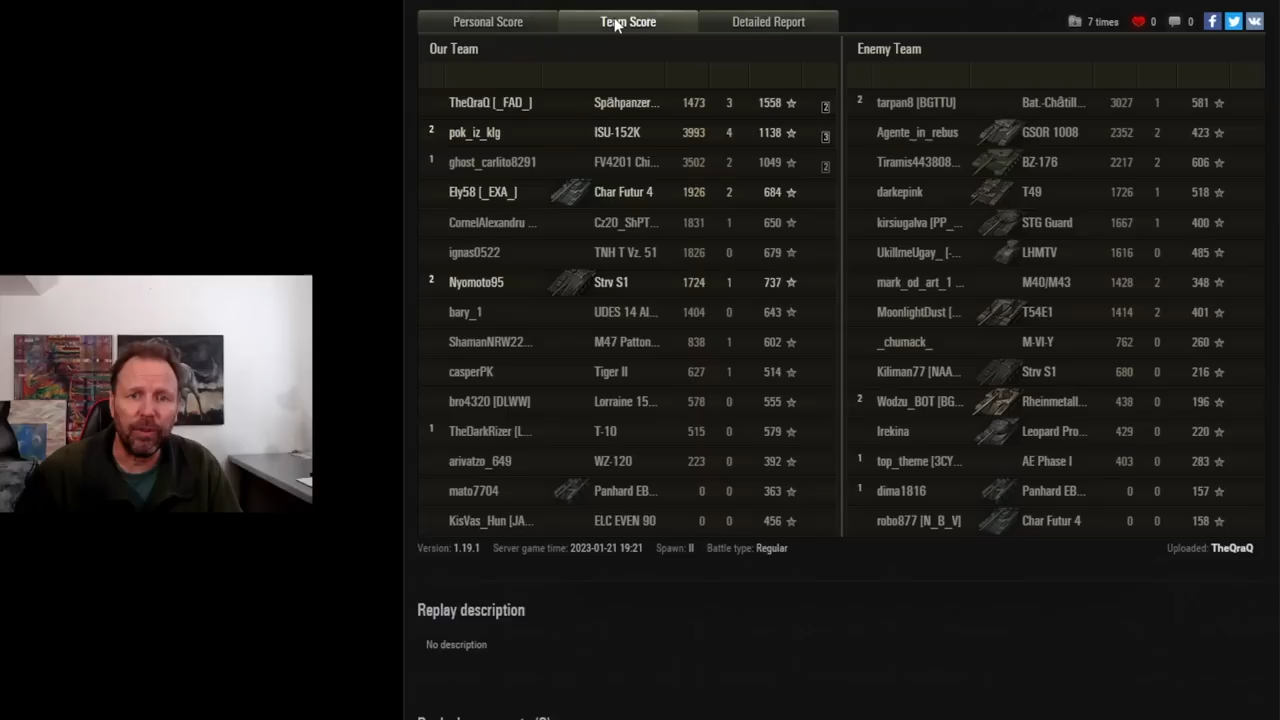 Personal Score Team Score Detailed Report 7 times 0 0
Our Team Enemy Team
TheQraQ [_FAD_] Spähpanzer... 1473 3 1558 2
2 pok_iz_klg ISU-152K 3993 4 1138 3
1 ghost_carlito8291 FV4201 Chi... 3502 2 1049 2
Ely58 [_EXA_] Char Futur 4 1926 2 684
CornelAlexandru ... Cz20_ShPT... 1831 1 650
ignas0522 TNH T Vz. 51 1826 0 679
2 Nyomoto95 Strv S1 1724 1 737
bary_1 UDES 14 Al... 1404 0 643
ShamanNRW22... M47 Patton... 838 1 602
casperPK Tiger II 627 1 514
bro4320 [DLWW] Lorraine 15... 578 0 555
1 TheDarkRizer [L... T-10 515 0 579
arivatzo_649 WZ-120 223 0 392
mato7704 Panhard EB... 0 0 363
KisVas_Hun [JA... ELC EVEN 90 0 0 456
2 tarpan8 [BGTTU] Bat.-Châtill... 3027 1 581
Agente_in_rebus GSOR 1008 2352 2 423
Tiramis443808... BZ-176 2217 2 606
darkepink T49 1726 1 518
kirsiugalva [PP_... STG Guard 1667 1 400
UkillmeUgay_ [-... LHMTV 1616 0 485
mark_od_art_1 ... M40/M43 1428 2 348
MoonlightDust [... T54E1 1414 2 401
_chumack_ M-VI-Y 762 0 260
Kiliman77 [NAA... Strv S1 680 0 216
2 Wodzu_BOT [BG... Rheinmetall... 438 0 196
Irekina Leopard Pro... 429 0 220
1 top_theme [3CY... AE Phase I 403 0 283
1 dima1816 Panhard EB... 0 0 157
robo877 [N_B_V] Char Futur 4 0 0 158
Version: 1.19.1 Server game time: 2023-01-21 19:21 Spawn: II Battle type: Regular Uploaded: TheQraQ
Replay description
No description